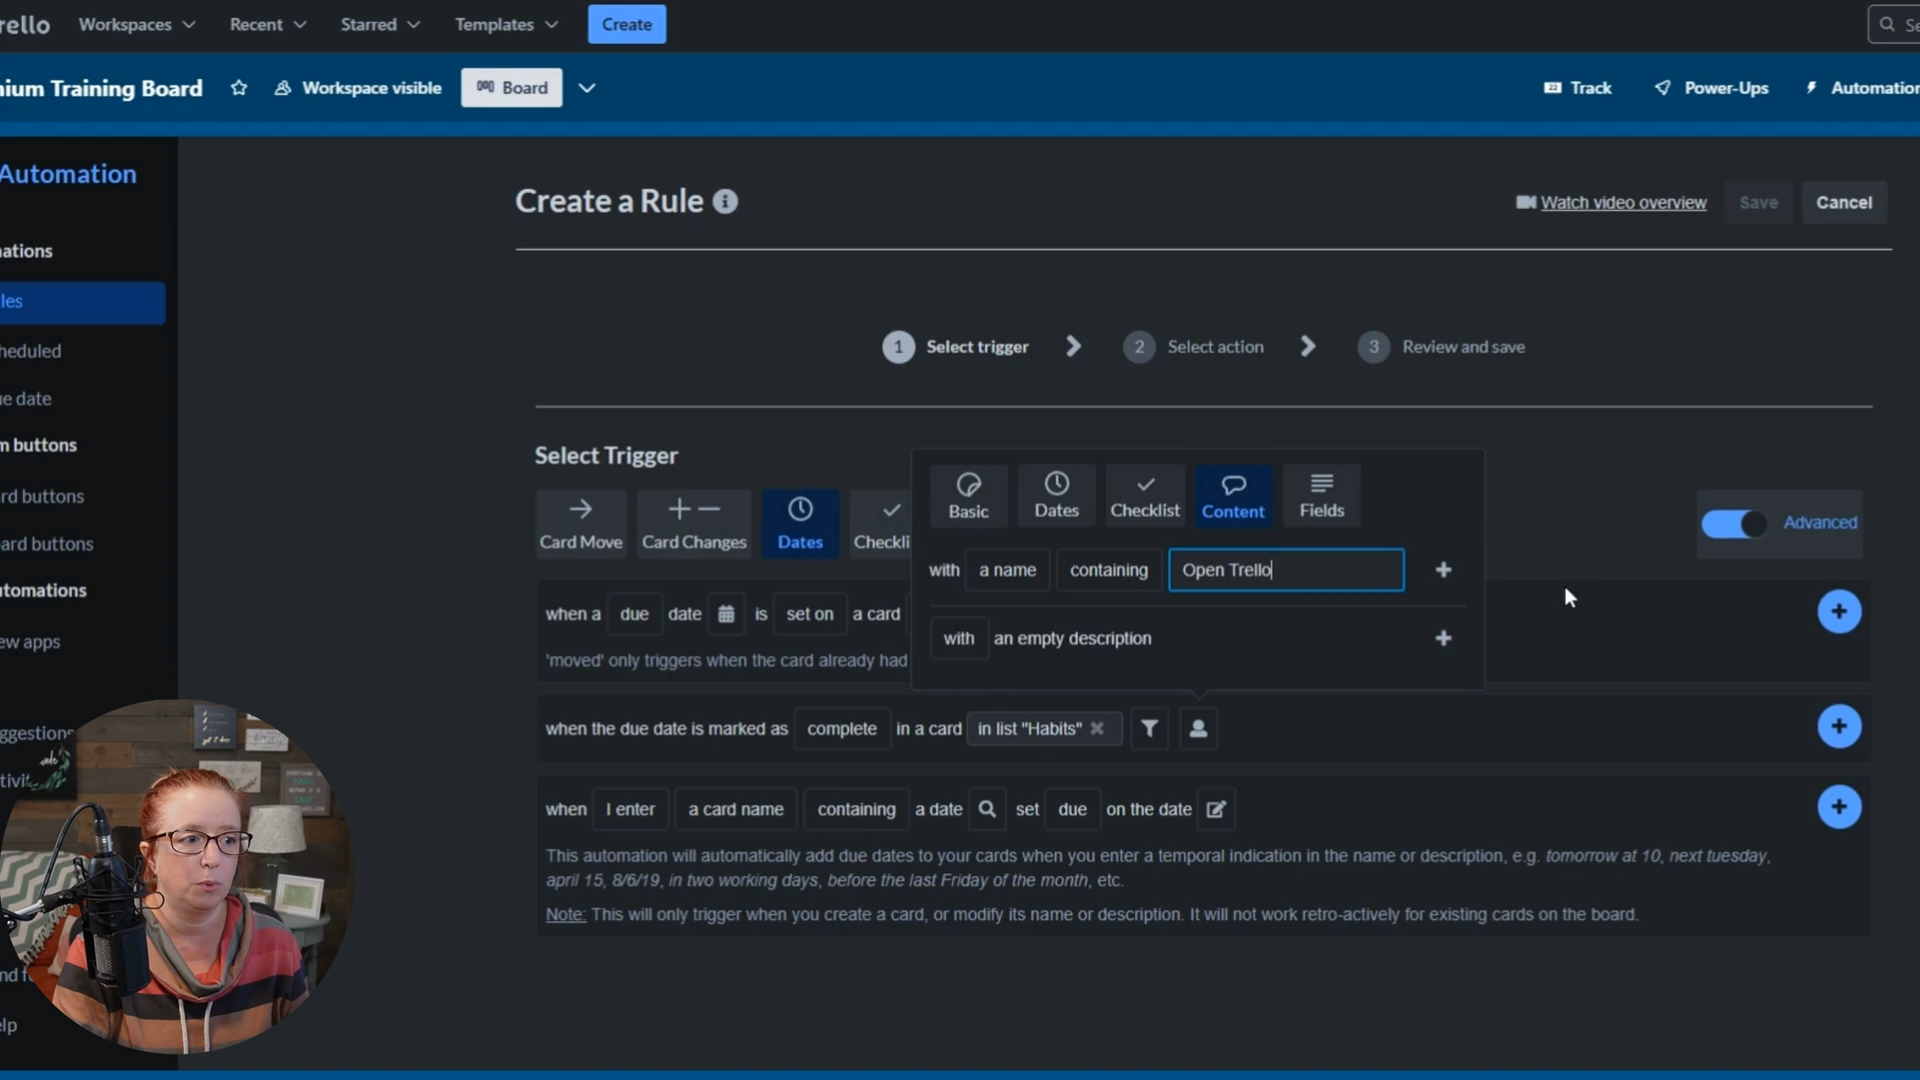 rello Workspaces Recent Starred Templates Create Se
nium Training Board Workspace visible Board Track Power-Ups Automation
Automation
Create a Rule Watch video overview Save Cancel
ations
les
heduled
1 Select trigger 2 Select action 3 Review and save
e date
m buttons
rd buttons
ard buttons
tomations
ew apps
ggestions
tivit
nd f
elp
Select Trigger
Card Move Card Changes Dates Checkli
Basic Dates Checklist Content Fields
Advanced
with a name containing Open Trello
with an empty description
when a due date is set on a card
'moved' only triggers when the card already had
when the due date is marked as complete in a card in list "Habits"
when I enter a card name containing a date set due on the date
This automation will automatically add due dates to your cards when you enter a temporal indication in the name or description, e.g. tomorrow at 10, next tuesday,
april 15, 8/6/19, in two working days, before the last Friday of the month, etc.
Note: This will only trigger when you create a card, or modify its name or description. It will not work retro-actively for existing cards on the board.